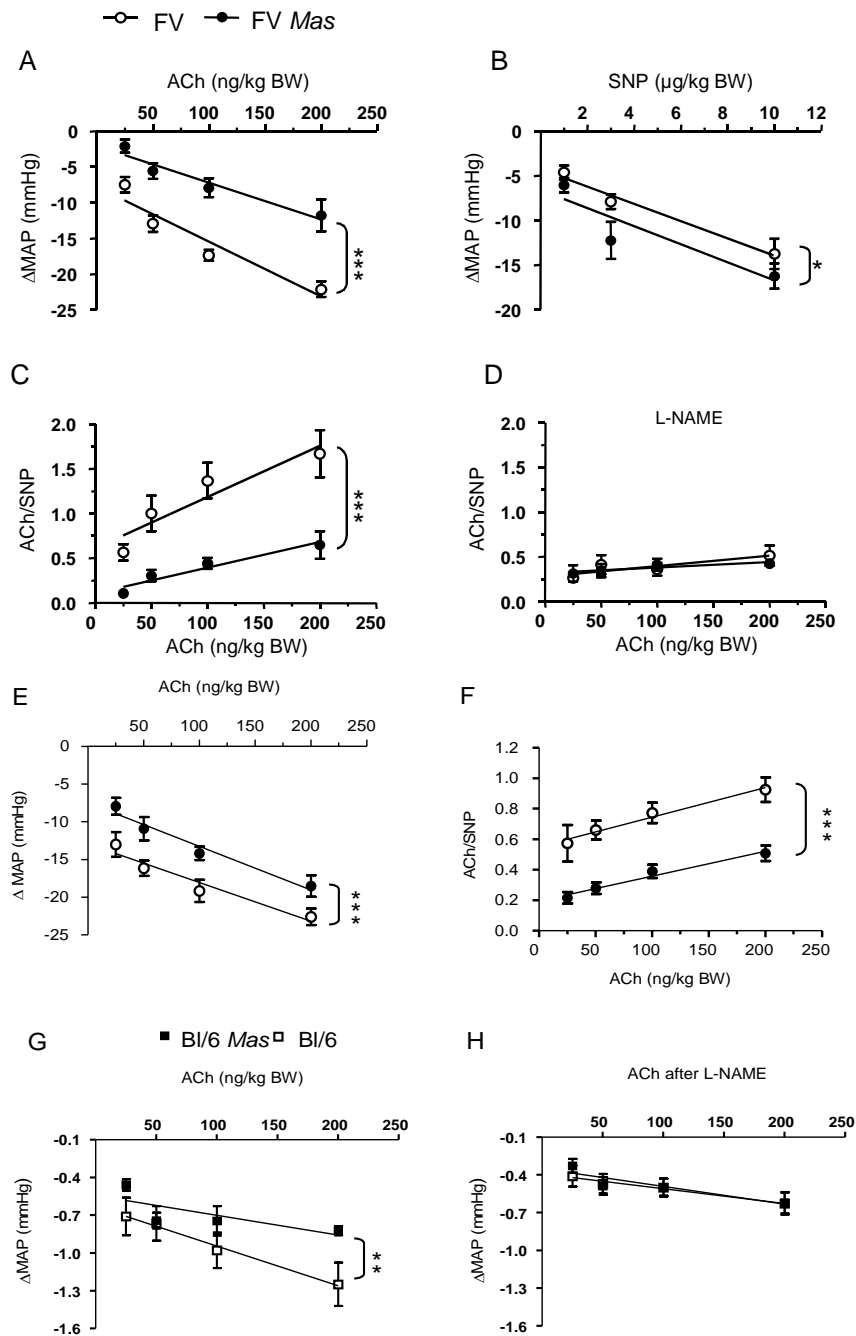 FV FV Mas
A
ACh (ng/kg BW)
50 100 150 200 250
0
-5
-10
-15
-20
-25
ΔMAP (mmHg)
***
B
SNP (µg/kg BW)
0 2 4 6 8 10 12
0
-5
-10
-15
-20
ΔMAP (mmHg)
*
C
2.0
1.5
1.0
0.5
0.0
ACh/SNP
***
0 50 100 150 200 250
ACh (ng/kg BW)
D
L-NAME
2.0
1.5
1.0
0.5
0.0
ACh/SNP
0 50 100 150 200 250
ACh (ng/kg BW)
E
ACh (ng/kg BW)
50 100 150 200 250
0
-5
-10
-15
-20
-25
Δ MAP (mmHg)
***
F
1.2
1.0
0.8
0.6
0.4
0.2
0.0
ACh/SNP
***
0 50 100 150 200 250
ACh (ng/kg BW)
G
Bl/6 Mas Bl/6
ACh (ng/kg BW)
50 100 150 200 250
-0.1
-0.4
-0.7
-1.0
-1.3
-1.6
ΔMAP (mmHg)
**
H
ACh after L-NAME
50 100 150 200 250
-0.1
-0.4
-0.7
-1.0
-1.3
-1.6
ΔMAP (mmHg)